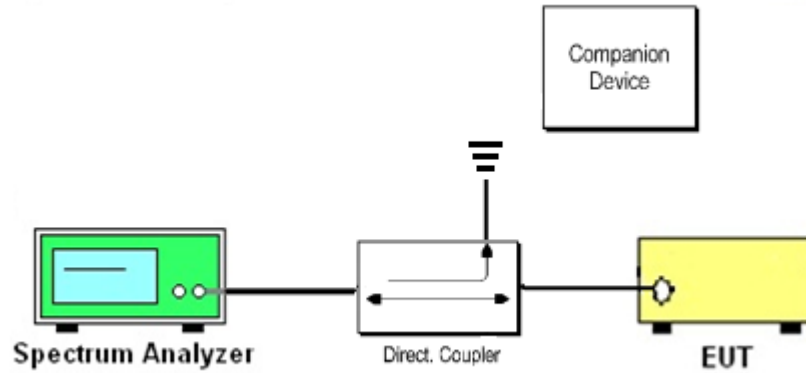 Companion
Device
Spectrum Analyzer
Direct. Coupler
EUT